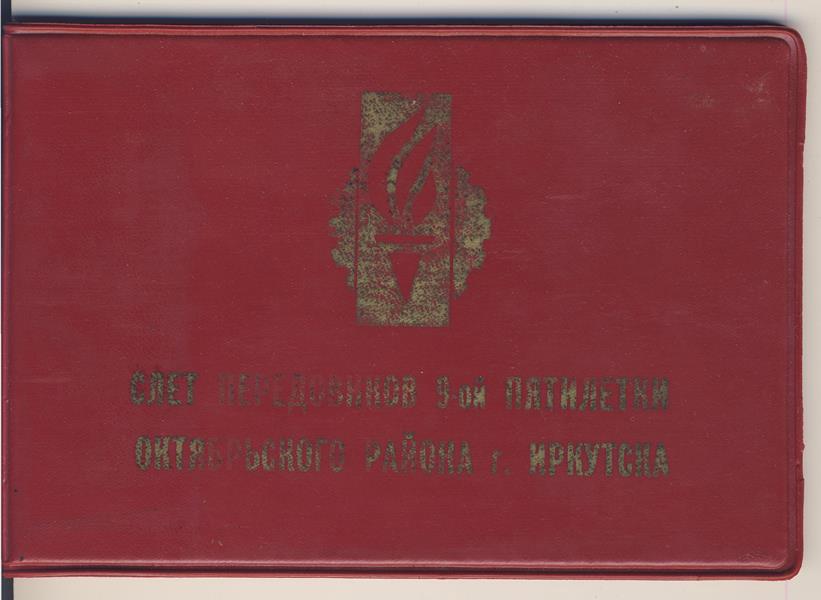 СЛЕТ ПЕРЕДОВИКОВ 9-ой ПЯТИЛЕТКИ
ОКТЯБРЬСКОГО РАЙОНА г. ИРКУТСКА